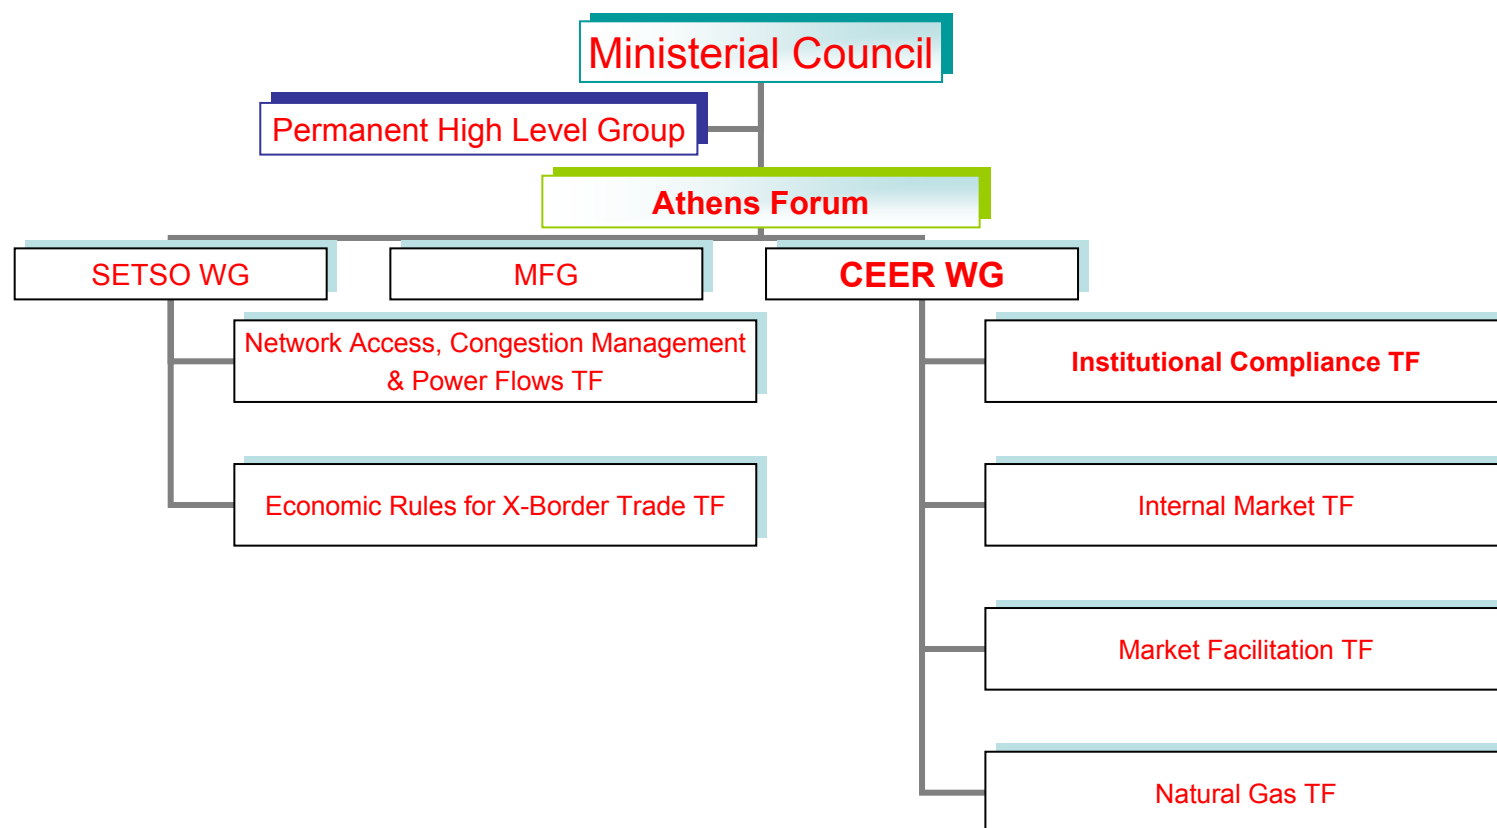 Ministerial Council
Permanent High Level Group
Athens Forum
SETSO WG
MFG
CEER WG
Network Access, Congestion Management
& Power Flows TF
Economic Rules for X-Border Trade TF
Institutional Compliance TF
Internal Market TF
Market Facilitation TF
Natural Gas TF